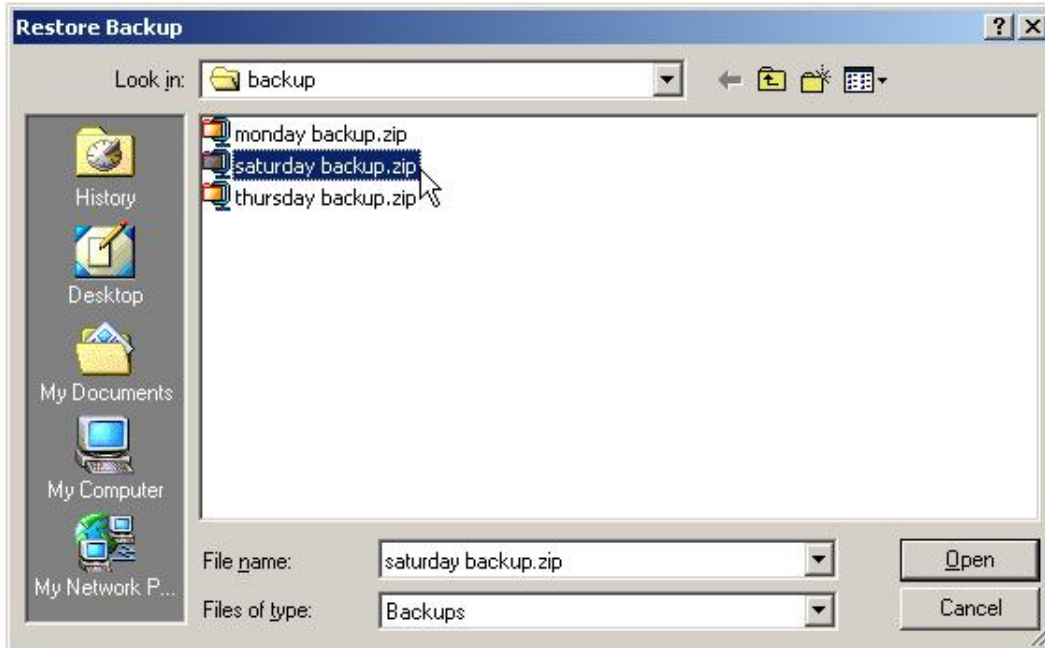 Restore Backup
Look in:
backup
monday backup.zip
saturday backup.zip
thursday backup.zip
History
Desktop
My Documents
My Computer
My Network P...
File name:
saturday backup.zip
Open
Files of type:
Backups
Cancel